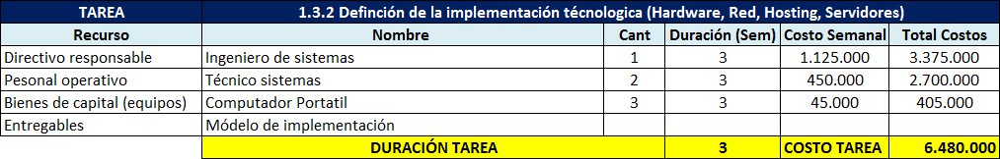 TAREA 1.3.2 Definción de la implementación técnologica (Hardware, Red, Hosting, Servidores)
Recurso Nombre Cant Duración (Sem) Costo Semanal Total Costos
Directivo responsable Ingeniero de sistemas 1 3 1.125.000 3.375.000
Pesonal operativo Técnico sistemas 2 3 450.000 2.700.000
Bienes de capital (equipos) Computador Portatil 3 3 45.000 405.000
Entregables Módelo de implementación
DURACIÓN TAREA 3 COSTO TAREA 6.480.000